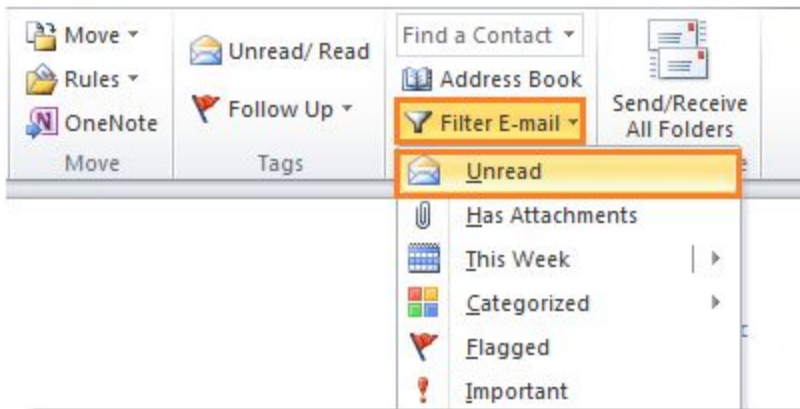 Move
Rules
OneNote
Move
Unread/ Read
Follow Up
Tags
Find a Contact
Address Book
Filter E-mail
Send/Receive
All Folders
Unread
Has Attachments
This Week
Categorized
Flagged
Important